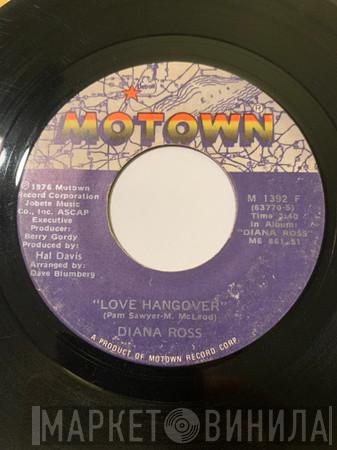 MOTOWN
®
℗ 1976 Motown
Record Corporation
Jobete Music
Co., Inc. ASCAP
Executive
Producer:
Berry Gordy
Produced by:
Hal Davis
Arranged by:
Dave Blumberg
M 1392 F
(63770-S)
Time 3:40
In Album:
"DIANA ROSS"
M6 861 S1
"LOVE HANGOVER"
(Pam Sawyer-M. McLeod)
DIANA ROSS
A PRODUCT OF MOTOWN RECORD CORP.
МАРКЕТ ВИНИЛА